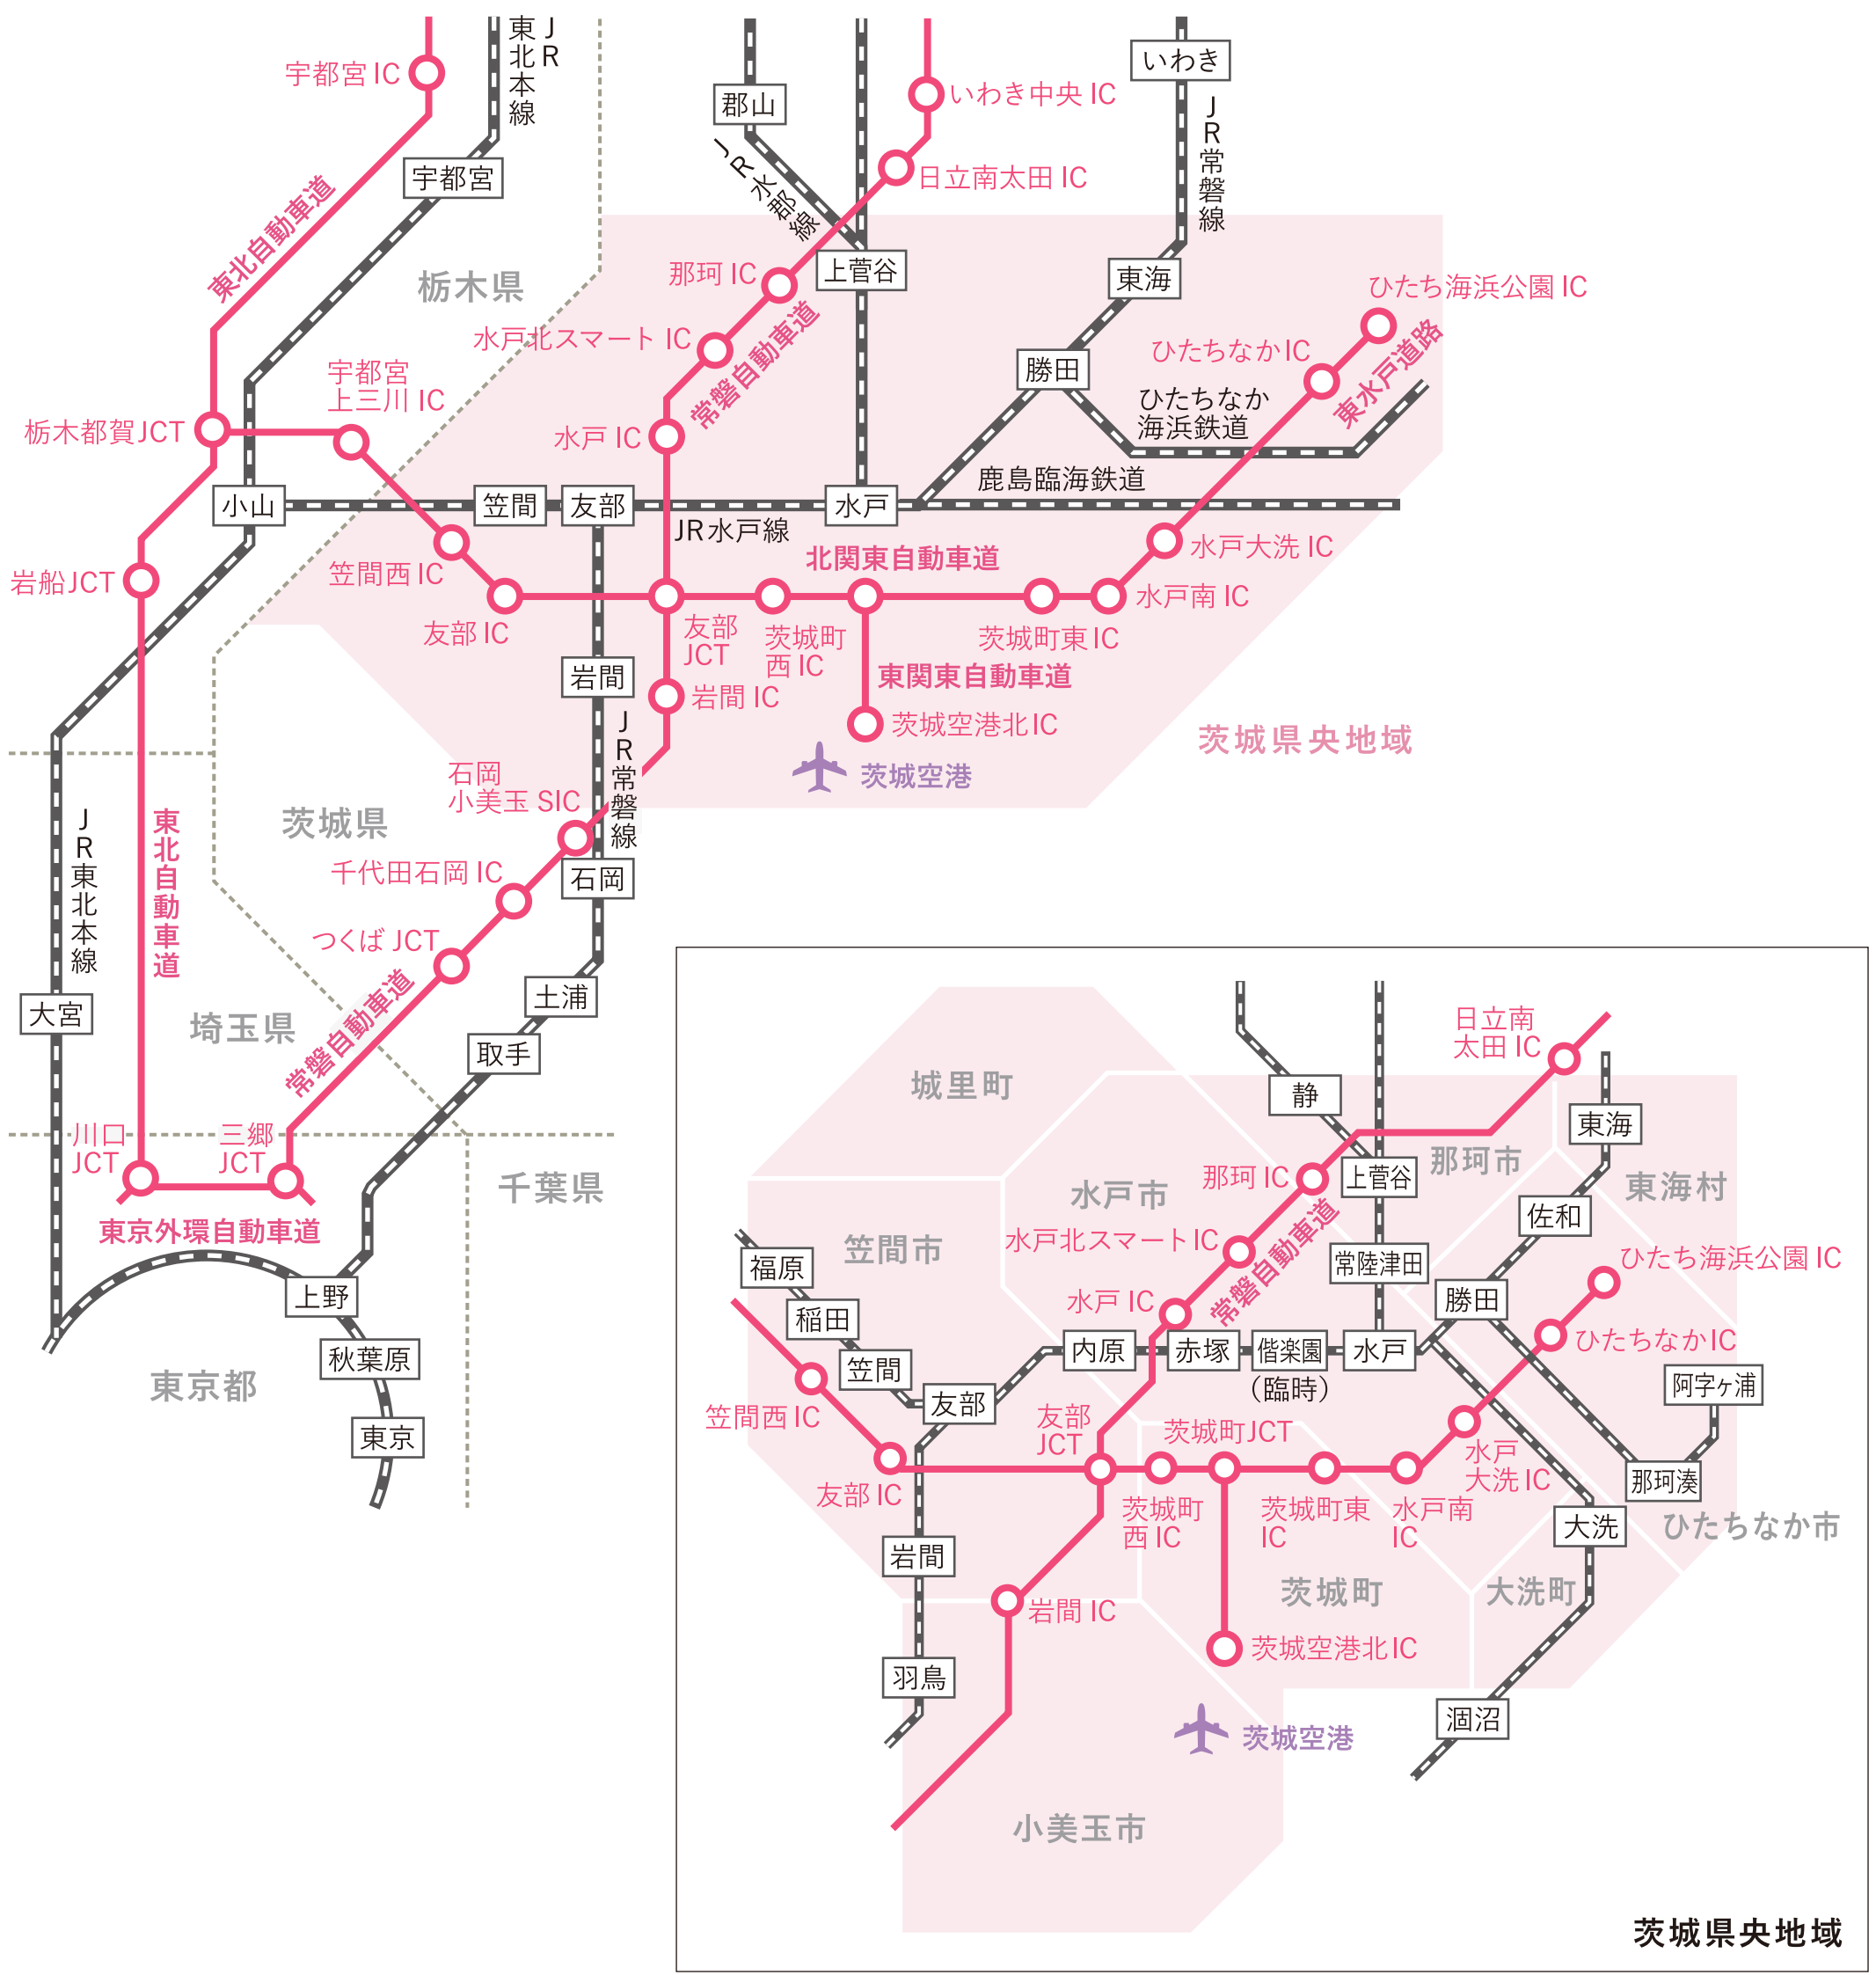 JR
東北本線
宇都宮 IC
宇都宮
東北自動車道
栃木県
郡山
JR水郡線
いわき中央 IC
日立南太田 IC
いわき
JR常磐線
上菅谷
東海
那珂 IC
水戸北スマート IC
常磐自動車道
ひたち海浜公園 IC
ひたちなか IC
東水戸道路
勝田
ひたちなか
海浜鉄道
宇都宮
上三川 IC
栃木都賀JCT
水戸 IC
小山
笠間
友部
水戸
JR水戸線
鹿島臨海鉄道
岩船JCT
笠間西 IC
北関東自動車道
水戸大洗 IC
友部 IC
友部
JCT
茨城町
西 IC
茨城町東 IC
水戸南 IC
岩間
岩間 IC
東関東自動車道
茨城空港北 IC
茨城県央地域
JR常磐線
茨城空港
石岡
小美玉 SIC
茨城県
JR東北本線
東北自動車道
千代田石岡 IC
石岡
つくば JCT
土浦
大宮
埼玉県
常磐自動車道
取手
川口
JCT
三郷
JCT
千葉県
東京外環自動車道
上野
秋葉原
東京都
東京
日立南
太田 IC
城里町
静
東海
上菅谷
那珂市
東海村
那珂 IC
水戸市
佐和
水戸北スマート IC
笠間市
福原
常磐自動車道
常陸津田
ひたち海浜公園 IC
水戸 IC
勝田
稲田
笠間
内原
赤塚
偕楽園
(臨時)
水戸
ひたちなか IC
阿字ヶ浦
友部
笠間西 IC
友部
JCT
茨城町JCT
水戸
大洗 IC
那珂湊
友部 IC
茨城町
西 IC
茨城町東
IC
水戸南
IC
大洗
ひたちなか市
岩間
岩間 IC
茨城町
大洗町
茨城空港北 IC
羽鳥
涸沼
茨城空港
小美玉市
茨城県央地域